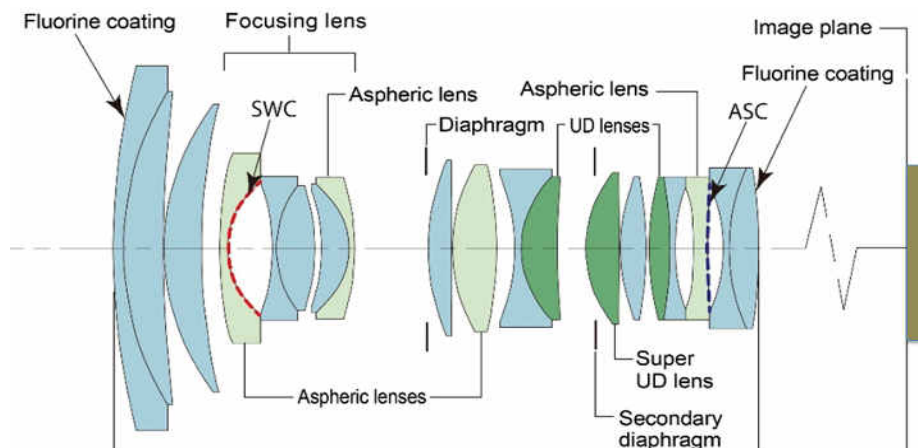 Fluorine coating
Focusing lens
Image plane
Fluorine coating
SWC
Aspheric lens
Aspheric lens
ASC
Diaphragm
UD lenses
Aspheric lenses
Super
UD lens
Secondary
diaphragm